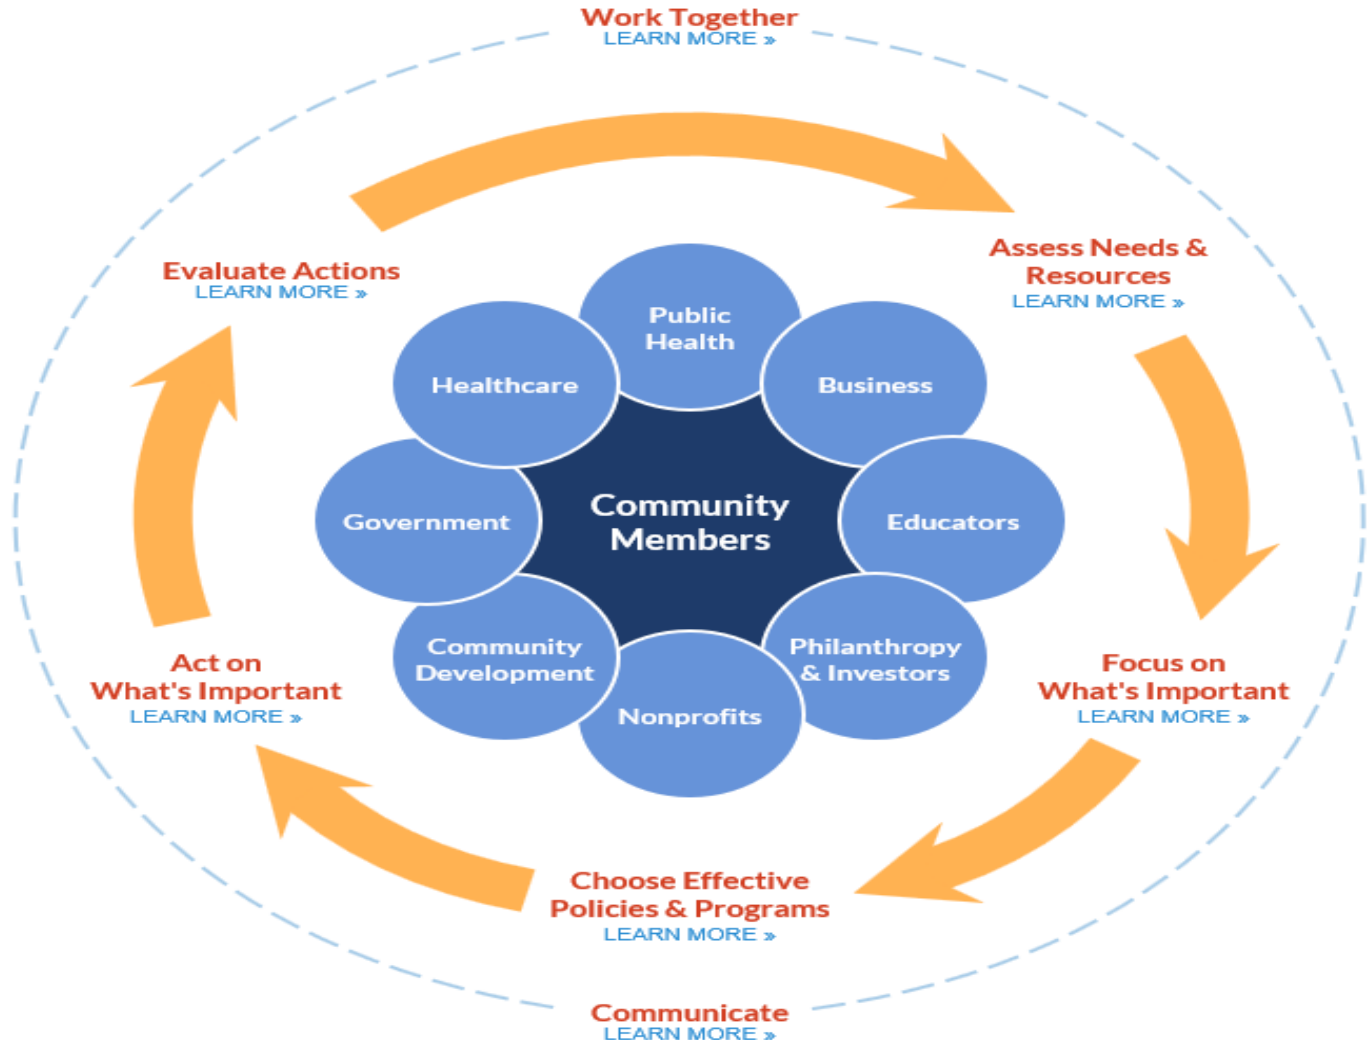 Work Together
LEARN MORE »
Assess Needs &
Resources
LEARN MORE »
Evaluate Actions
LEARN MORE »
Public
Health
Healthcare
Business
Community
Members
Government
Educators
Community
Development
Philanthropy
& Investors
Nonprofits
Act on
What's Important
LEARN MORE »
Focus on
What's Important
LEARN MORE »
Choose Effective
Policies & Programs
LEARN MORE »
Communicate
LEARN MORE »